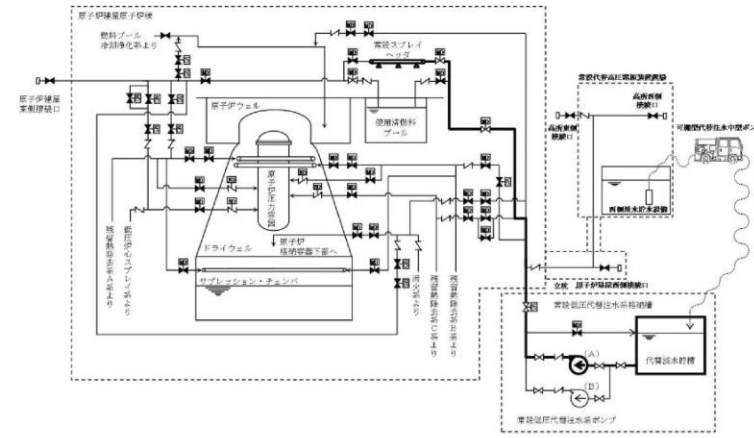 原子炉建屋原子炉棟
燃料プール
冷却浄化系より
常設スプレイ
ヘッダ
原子炉建屋
東側接続口
原子炉ウェル
使用済燃料
プール
常設代替高圧電源装置置場
高所西側
接続口
高所東側
接続口
可搬型代替注水中型ポンプ
西側淡水貯水設備
原子炉圧力容器
ドライウェル
原子炉
格納容器下部へ
サプレッション・チェンバ
残留熱除去系A系より
低圧炉心スプレイ系より
消火系より
残留熱除去系C系より
残留熱除去系B系より
立坑
原子炉建屋西側接続口
常設低圧代替注水系格納槽
(A)
代替淡水貯槽
(B)
常設低圧代替注水系ポンプ